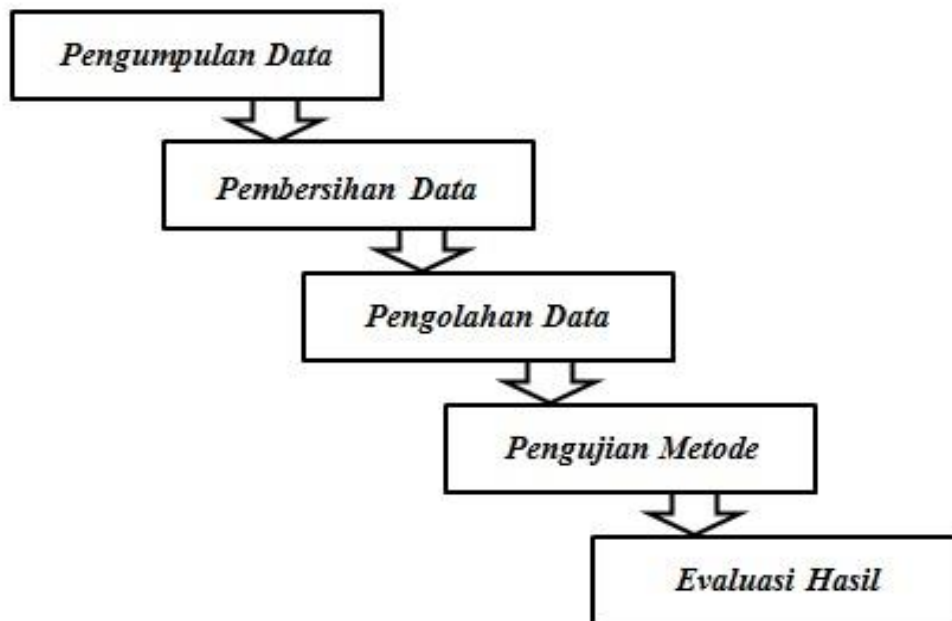 Pengumpulan Data
Pembersihan Data
Pengolahan Data
Pengujian Metode
Evaluasi Hasil